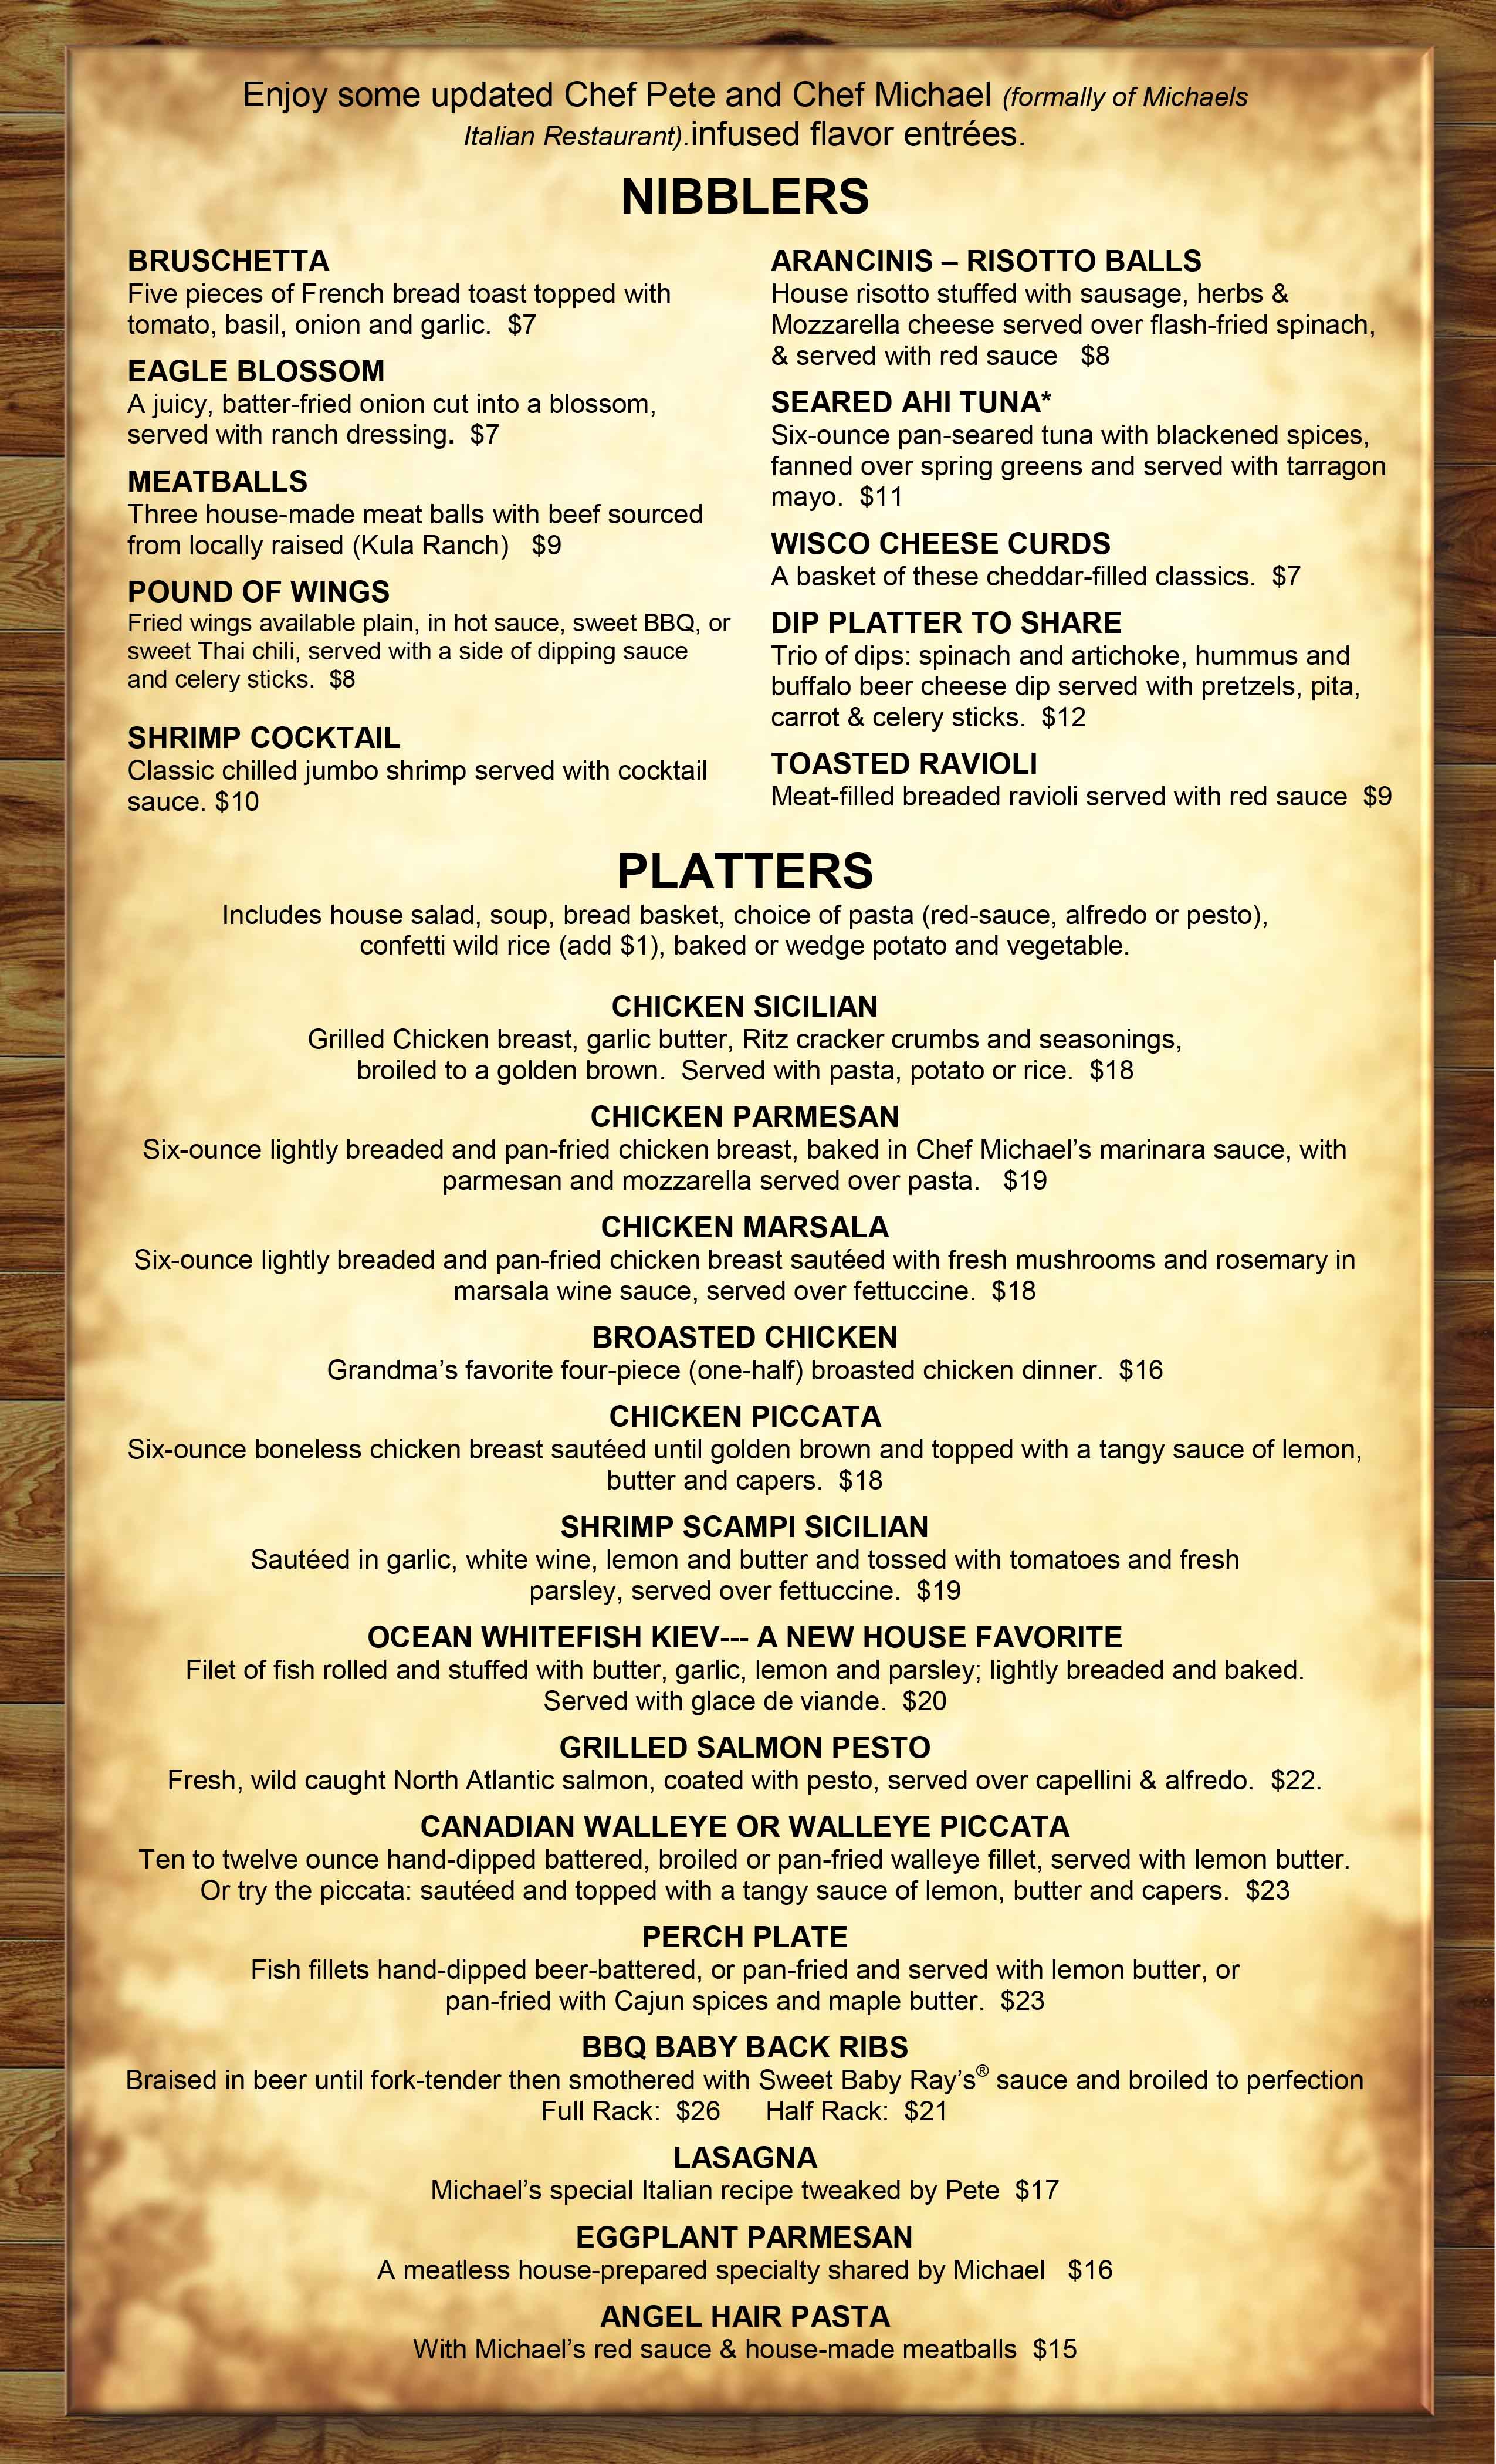 Enjoy some updated Chef Pete and Chef Michael (formally of Michaels
Italian Restaurant).infused flavor entrées.
NIBBLERS
BRUSCHETTA
Five pieces of French bread toast topped with
tomato, basil, onion and garlic.  $7
EAGLE BLOSSOM
A juicy, batter-fried onion cut into a blossom,
served with ranch dressing.  $7
MEATBALLS
Three house-made meat balls with beef sourced
from locally raised (Kula Ranch)   $9
POUND OF WINGS
Fried wings available plain, in hot sauce, sweet BBQ, or
sweet Thai chili, served with a side of dipping sauce
and celery sticks.  $8
SHRIMP COCKTAIL
Classic chilled jumbo shrimp served with cocktail
sauce. $10
ARANCINIS – RISOTTO BALLS
House risotto stuffed with sausage, herbs &
Mozzarella cheese served over flash-fried spinach,
& served with red sauce   $8
SEARED AHI TUNA*
Six-ounce pan-seared tuna with blackened spices,
fanned over spring greens and served with tarragon
mayo.  $11
WISCO CHEESE CURDS
A basket of these cheddar-filled classics.  $7
DIP PLATTER TO SHARE
Trio of dips: spinach and artichoke, hummus and
buffalo beer cheese dip served with pretzels, pita,
carrot & celery sticks.  $12
TOASTED RAVIOLI
Meat-filled breaded ravioli served with red sauce  $9
PLATTERS
Includes house salad, soup, bread basket, choice of pasta (red-sauce, alfredo or pesto),
confetti wild rice (add $1), baked or wedge potato and vegetable.
CHICKEN SICILIAN
Grilled Chicken breast, garlic butter, Ritz cracker crumbs and seasonings,
broiled to a golden brown.  Served with pasta, potato or rice.  $18
CHICKEN PARMESAN
Six-ounce lightly breaded and pan-fried chicken breast, baked in Chef Michael’s marinara sauce, with
parmesan and mozzarella served over pasta.   $19
CHICKEN MARSALA
Six-ounce lightly breaded and pan-fried chicken breast sautéed with fresh mushrooms and rosemary in
marsala wine sauce, served over fettuccine.  $18
BROASTED CHICKEN
Grandma’s favorite four-piece (one-half) broasted chicken dinner.  $16
CHICKEN PICCATA
Six-ounce boneless chicken breast sautéed until golden brown and topped with a tangy sauce of lemon,
butter and capers.  $18
SHRIMP SCAMPI SICILIAN
Sautéed in garlic, white wine, lemon and butter and tossed with tomatoes and fresh
parsley, served over fettuccine.  $19
OCEAN WHITEFISH KIEV--- A NEW HOUSE FAVORITE
Filet of fish rolled and stuffed with butter, garlic, lemon and parsley; lightly breaded and baked.
Served with glace de viande.  $20
GRILLED SALMON PESTO
Fresh, wild caught North Atlantic salmon, coated with pesto, served over capellini & alfredo.  $22.
CANADIAN WALLEYE OR WALLEYE PICCATA
Ten to twelve ounce hand-dipped battered, broiled or pan-fried walleye fillet, served with lemon butter.
Or try the piccata: sautéed and topped with a tangy sauce of lemon, butter and capers.  $23
PERCH PLATE
Fish fillets hand-dipped beer-battered, or pan-fried and served with lemon butter, or
pan-fried with Cajun spices and maple butter.  $23
BBQ BABY BACK RIBS
Braised in beer until fork-tender then smothered with Sweet Baby Ray’s® sauce and broiled to perfection
Full Rack:  $26      Half Rack:  $21
LASAGNA
Michael’s special Italian recipe tweaked by Pete  $17
EGGPLANT PARMESAN
A meatless house-prepared specialty shared by Michael   $16
ANGEL HAIR PASTA
With Michael’s red sauce & house-made meatballs  $15